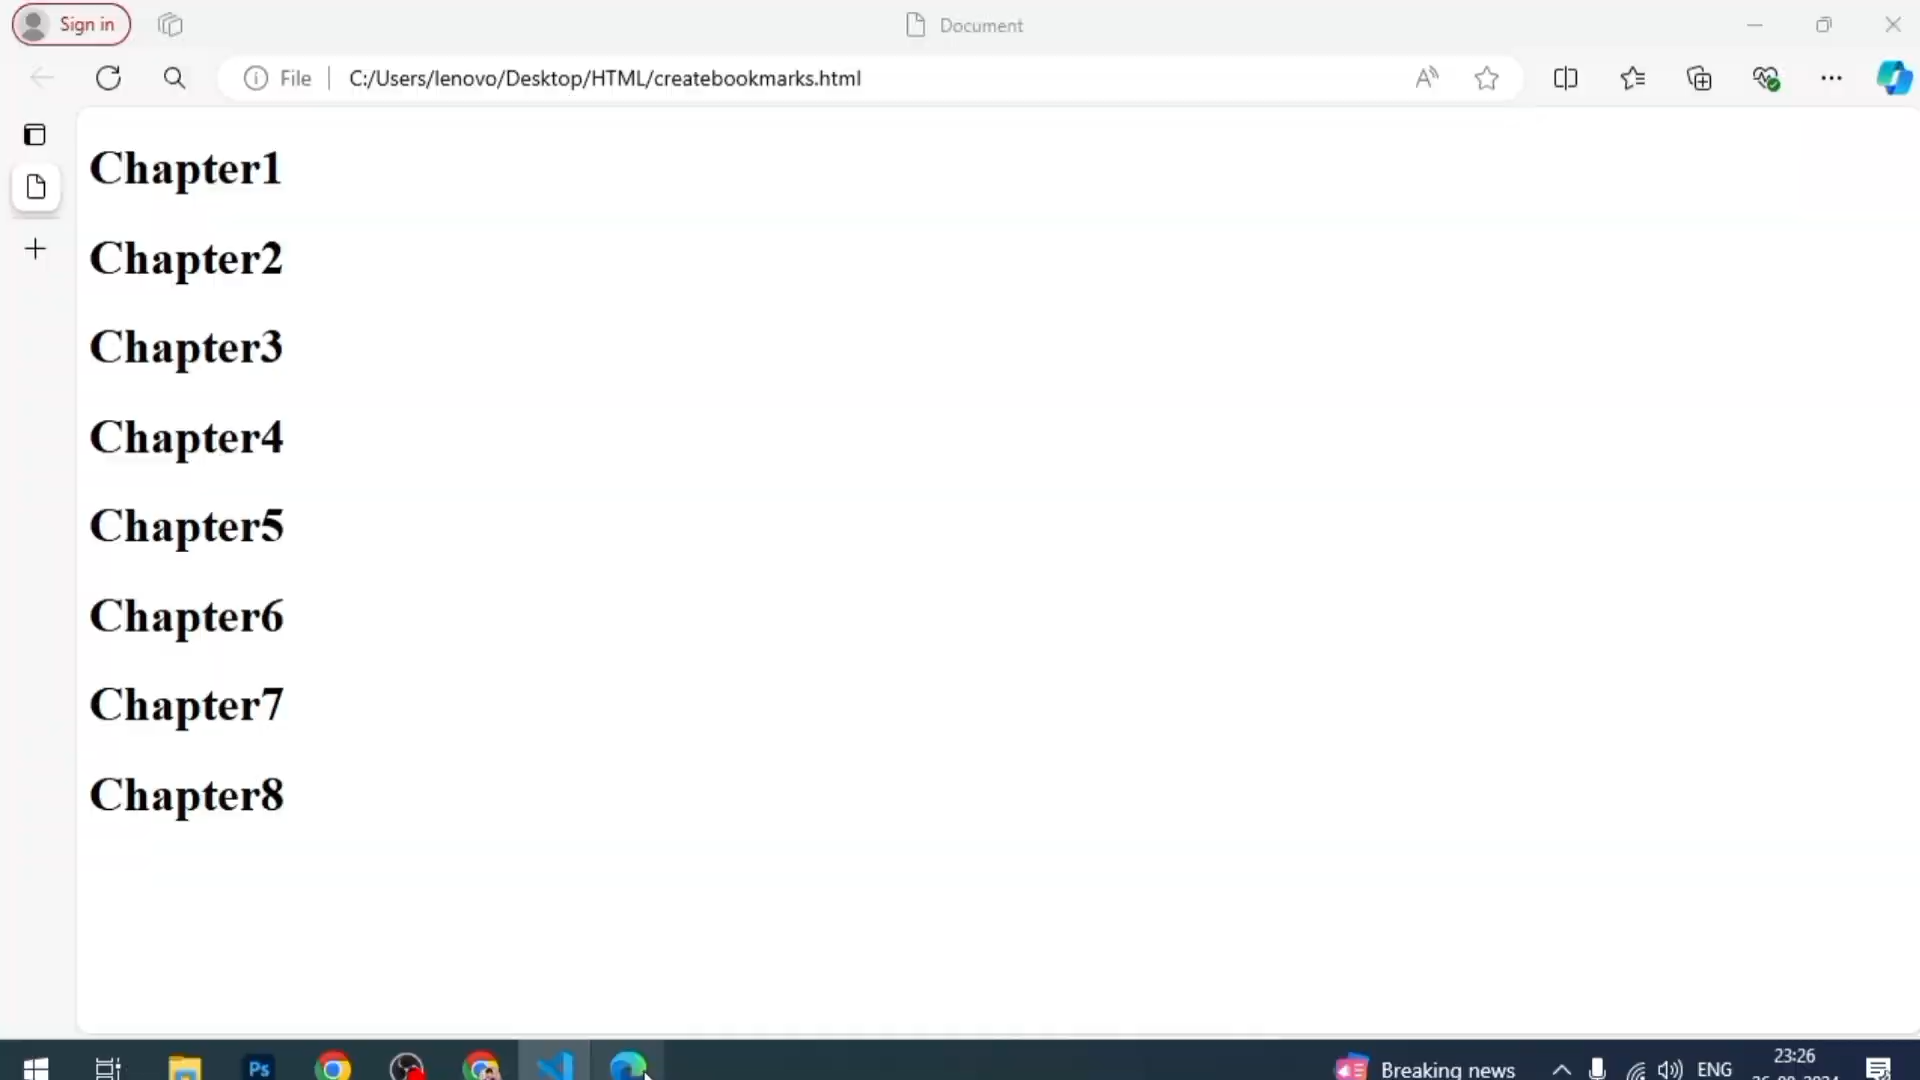 Sign in
Document
File
C:/Users/lenovo/Desktop/HTML/createbookmarks.html
Chapter1
Chapter2
Chapter3
Chapter4
Chapter5
Chapter6
Chapter7
Chapter8
Ps
Breaking news
ENG
23:26